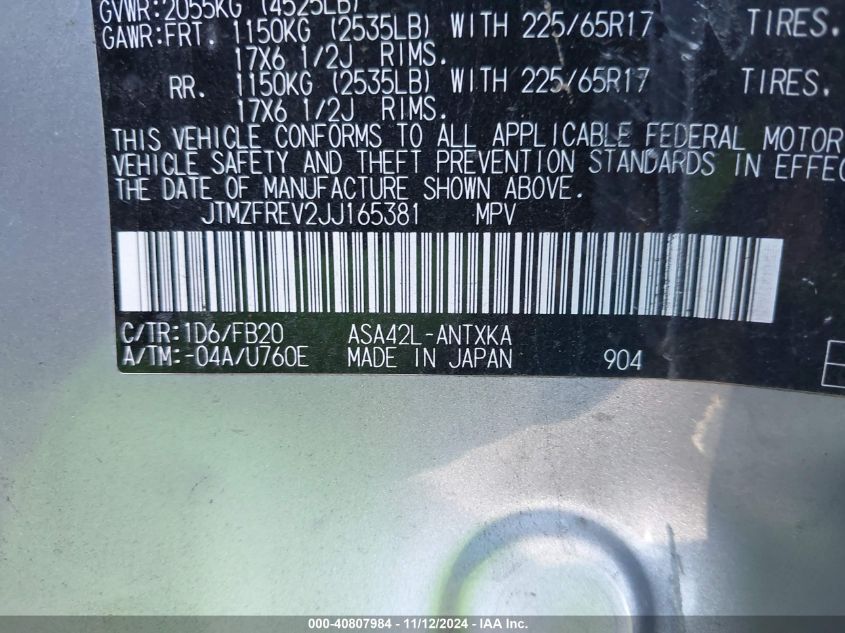 GVWR:2055KG (4525LB)
GAWR:FRT. 1150KG (2535LB) WITH 225/65R17 TIRES.
17X6 1/2J RIMS.
RR. 1150KG (2535LB) WITH 225/65R17 TIRES,
17X6 1/2J RIMS.
THIS VEHICLE CONFORMS TO ALL APPLICABLE FEDERAL MOTOR
VEHICLE SAFETY AND THEFT PREVENTION STANDARDS IN EFFEC
THE DATE OF MANUFACTURE SHOWN ABOVE.
JTMZFREV2JJ165381 MPV
C/TR:1D6/FB20 ASA42L-ANTXKA
A/TM:-04A/U760E MADE IN JAPAN 904
000-40807984 - 11/12/2024 - IAA Inc.